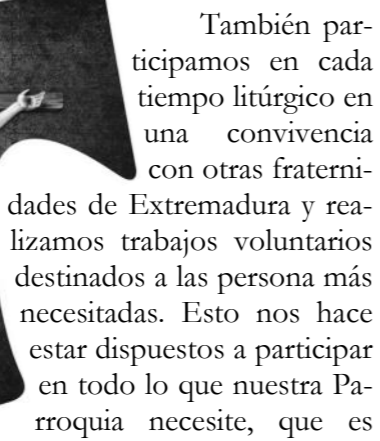 También par-
ticipamos en cada
tiempo litúrgico en
una convivencia
con otras fraterni-
dades de Extremadura y rea-
lizamos trabajos voluntarios
destinados a las persona más
necesitadas. Esto nos hace
estar dispuestos a participar
en todo lo que nuestra Pa-
rroquia necesite, que es